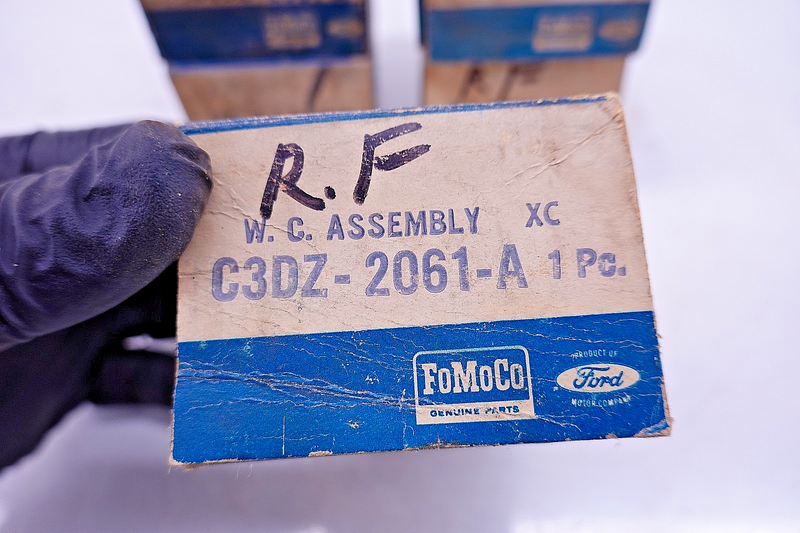 R.F
R.F
W. C. ASSEMBLY XC
C3DZ-2061-A 1 Pc.
FoMoCo
GENUINE PARTS
PRODUCT OF
Ford
MOTOR COMPANY